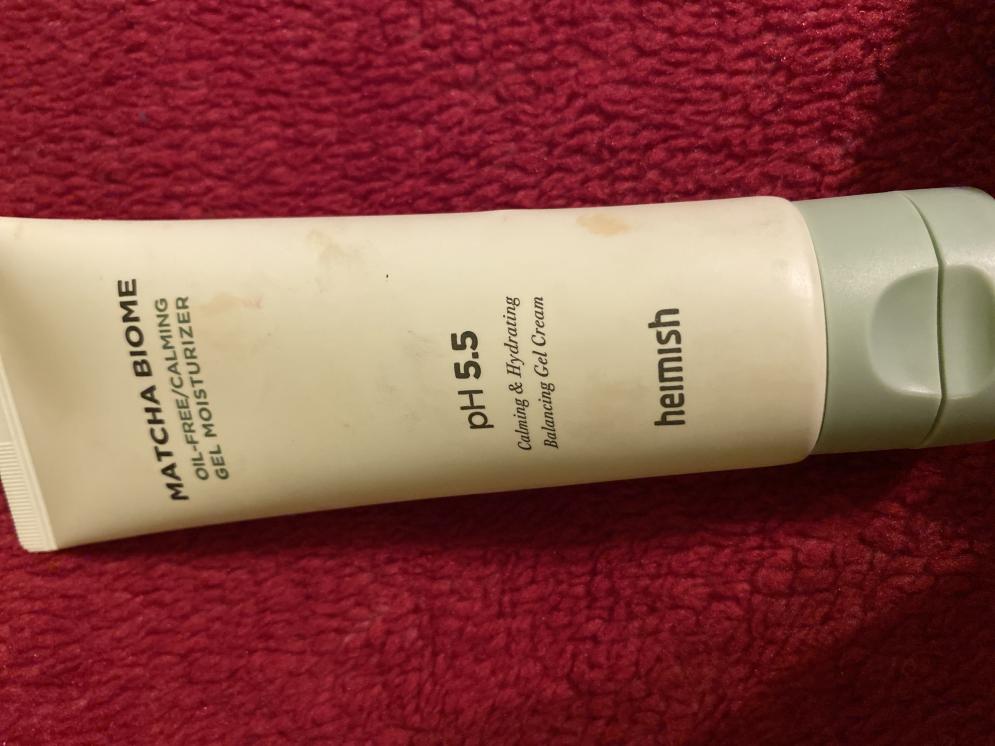 MATCHA BIOME
OIL-FREE/CALMING
GEL MOISTURIZER
pH 5.5
Calming & Hydrating
Balancing Gel Cream
heimish